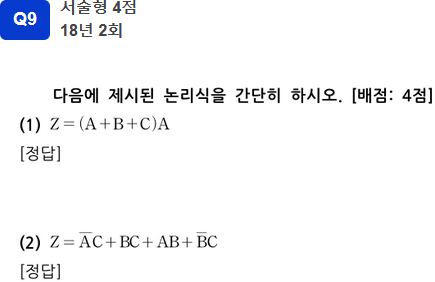 Q9
서술형 4점
18년 2회
다음에 제시된 논리식을 간단히 하시오. [배점: 4점]
(1) Z = (A + B + C)A
[정답]
(2) Z = A̅C + BC + AB + B̅C
[정답]